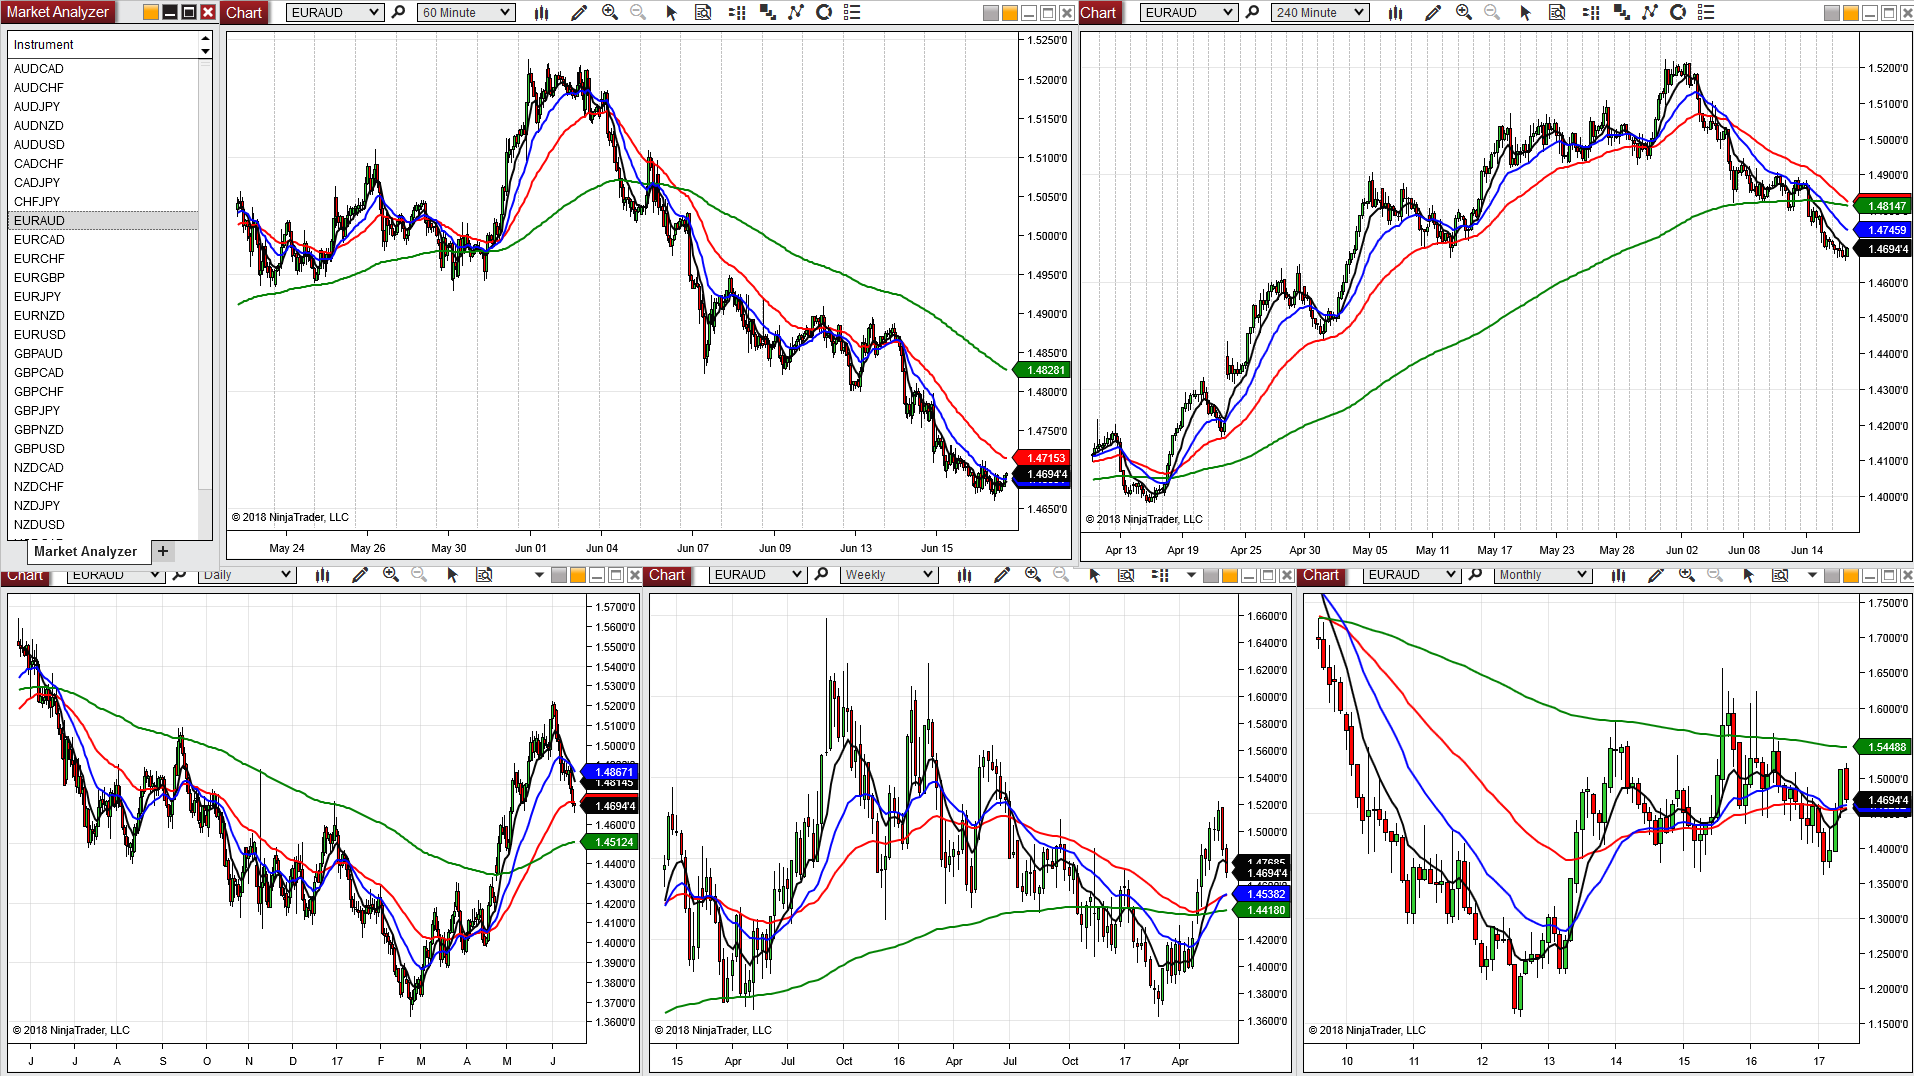 Market Analyzer
Instrument
AUDCAD
AUDCHF
AUDJPY
AUDNZD
AUDUSD
CADCHF
CADJPY
CHFJPY
EURAUD
EURCAD
EURCHF
EURGBP
EURJPY
EURNZD
EURUSD
GBPAUD
GBPCAD
GBPCHF
GBPJPY
GBPNZD
GBPUSD
NZDCAD
NZDCHF
NZDJPY
NZDUSD
Market Analyzer +
Chart EURAUD 60 Minute
1.5250'0
1.5200'0
1.5150'0
1.5100'0
1.5050'0
1.5000'0
1.4950'0
1.4900'0
1.4850'0
1.48281
1.4800'0
1.4750'0
1.47153
1.4694'4
1.4650'0
© 2018 NinjaTrader, LLC
May 24 May 26 May 30 Jun 01 Jun 04 Jun 07 Jun 09 Jun 13 Jun 15
Chart EURAUD 240 Minute
1.5200'0
1.5100'0
1.5000'0
1.4900'0
1.48147
1.47459
1.4694'4
1.4600'0
1.4500'0
1.4400'0
1.4300'0
1.4200'0
1.4100'0
1.4000'0
© 2018 NinjaTrader, LLC
Apr 13 Apr 19 Apr 25 Apr 30 May 05 May 11 May 17 May 23 May 28 Jun 02 Jun 08 Jun 14
Chart EURAUD Daily
1.5700'0
1.5600'0
1.5500'0
1.5400'0
1.5300'0
1.5200'0
1.5100'0
1.5000'0
1.48671
1.48145
1.4694'4
1.4600'0
1.45124
1.4400'0
1.4300'0
1.4200'0
1.4100'0
1.4000'0
1.3900'0
1.3800'0
1.3700'0
1.3600'0
© 2018 NinjaTrader, LLC
J J A S O N D 17 F M A M J
Chart EURAUD Weekly
1.6600'0
1.6400'0
1.6200'0
1.6000'0
1.5800'0
1.5600'0
1.5400'0
1.5200'0
1.5000'0
1.47685
1.4694'4
1.45382
1.44180
1.4200'0
1.4000'0
1.3800'0
1.3600'0
© 2018 NinjaTrader, LLC
15 Apr Jul Oct 16 Apr Jul Oct 17 Apr
Chart EURAUD Monthly
1.7500'0
1.7000'0
1.6500'0
1.6000'0
1.54488
1.5000'0
1.4694'4
1.4000'0
1.3500'0
1.3000'0
1.2500'0
1.2000'0
1.1500'0
© 2018 NinjaTrader, LLC
10 11 12 13 14 15 16 17